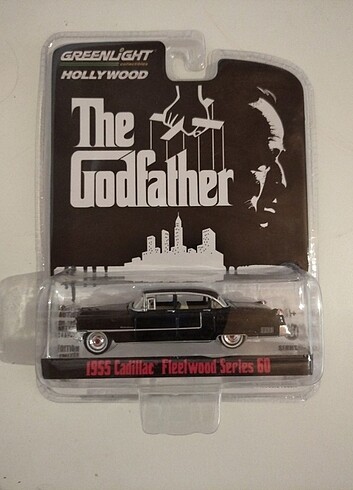 GREENLIGHT
HOLLYWOOD
The
Godfather
1955 Cadillac Fleetwood Series 60